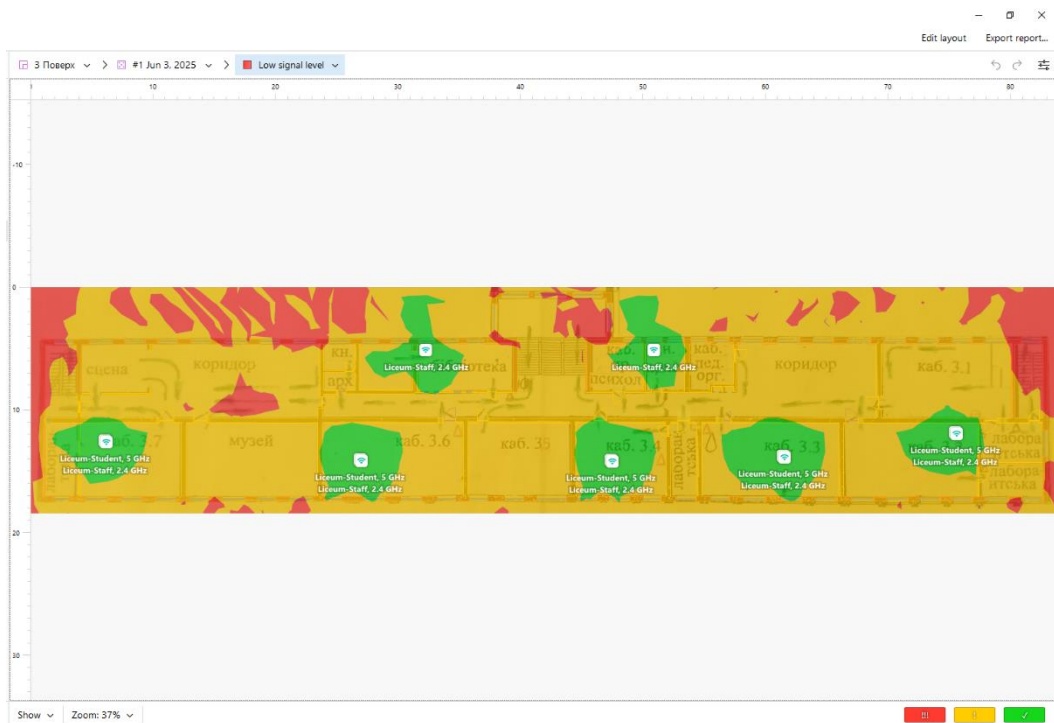 Edit layout Export report...
3 Поверх #1 Jun 3, 2025 Low signal level
10 20 30 40 50 60 70 80
-10
0
10
20
30
сцена
коридор
кн.
арх
Liceum-Staff, 2.4 GHz
Liceum-Staff, 2.4 GHz
психол
каб.
пед.
орг.
коридор
каб. 3.1
каб. 3.7
Liceum-Student, 5 GHz
Liceum-Staff, 2.4 GHz
музей
каб. 3.6
Liceum-Student, 5 GHz
Liceum-Staff, 2.4 GHz
каб. 35
каб. 3.4
Liceum-Student, 5 GHz
Liceum-Staff, 2.4 GHz
каб. 3.3
Liceum-Student, 5 GHz
Liceum-Staff, 2.4 GHz
Liceum-Student, 5 GHz
Liceum-Staff, 2.4 GHz
лабора
нтська
лабора
нтська
Show Zoom: 37%